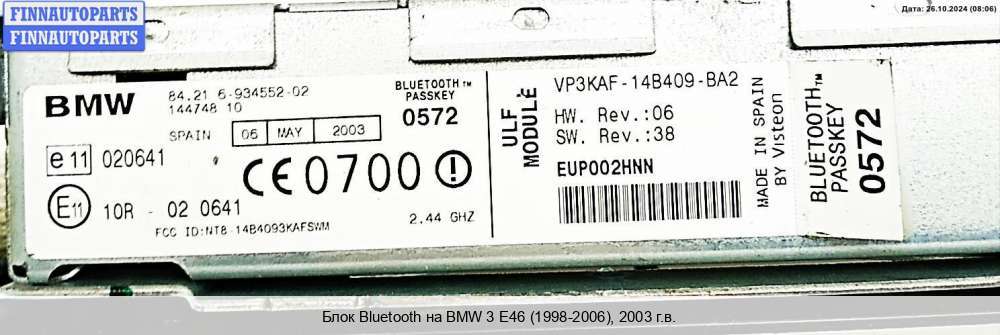 FINNAUTOPARTS
FINNAUTOPARTS
Дата: 26.10.2024 (08:06)
BMW
84.21 6-934552-02
144748 10
BLUETOOTH™
PASSKEY
0572
SPAIN 06 MAY 2003
e11 020641
CE0700
E11 10R - 02 0641
FCC ID:NT8-14B4093KAFSWM
2.44 GHZ
ULF
MODULE
VP3KAF-14B409-BA2
HW. Rev.:06
SW. Rev.:38
EUP002HNN
MADE IN SPAIN
BY Visteon
BLUETOOTH™
PASSKEY
0572
Блок Bluetooth на BMW 3 E46 (1998-2006), 2003 г.в.